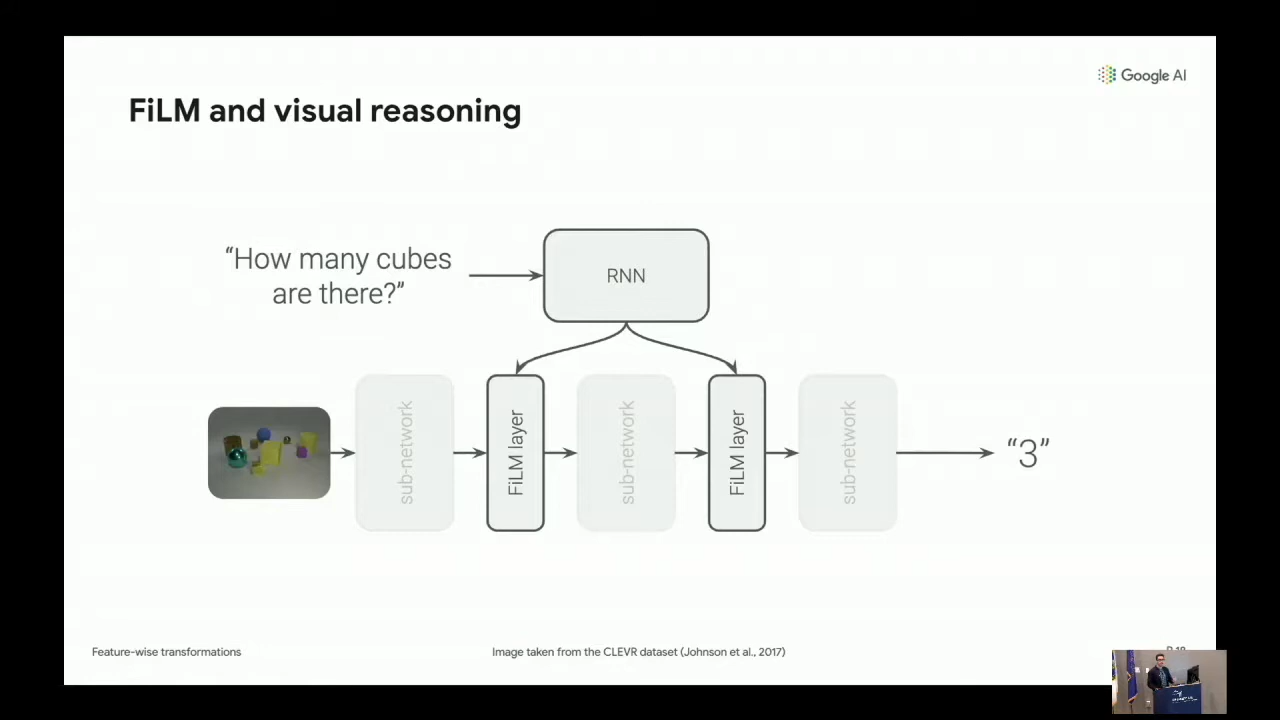 Google AI
FiLM and visual reasoning
“How many cubes
are there?”
RNN
sub-network
FiLM layer
sub-network
FiLM layer
sub-network
“3”
Feature-wise transformations
Image taken from the CLEVR dataset (Johnson et al., 2017)